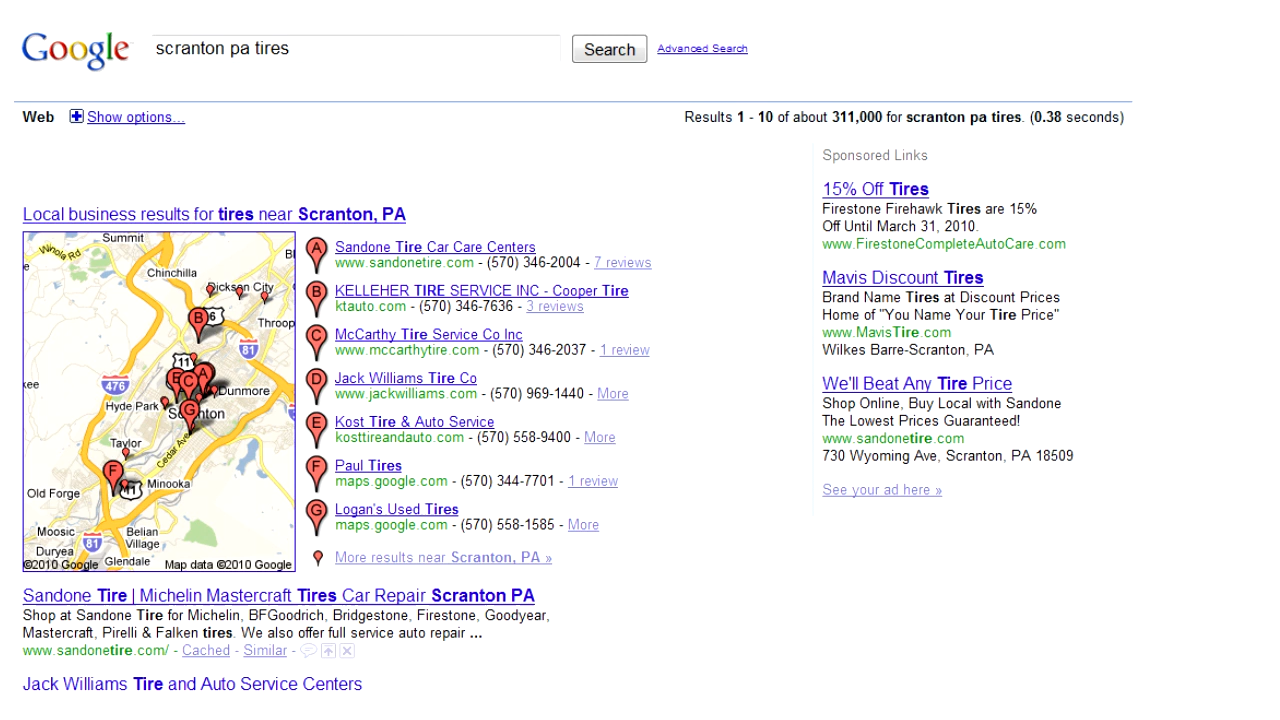 Google
scranton pa tires
Search
Advanced Search
Web
Show options...
Results 1 - 10 of about 311,000 for scranton pa tires. (0.38 seconds)
Local business results for tires near Scranton, PA
Summit
Chinchilla
Dickson City
B
6
Throop
81
11
476
E
C
A
Dunmore
Hyde Park
G
Taylor
Cedar Ave
F
Minooka
Old Forge
Moosic
81
Belian
Village
Duryea
Glendale
©2010 Google
Map data ©2010 Google
A
Sandone Tire Car Care Centers
www.sandonetire.com - (570) 346-2004 - 7 reviews
B
KELLEHER TIRE SERVICE INC - Cooper Tire
ktauto.com - (570) 346-7636 - 3 reviews
C
McCarthy Tire Service Co Inc
www.mccarthytire.com - (570) 346-2037 - 1 review
D
Jack Williams Tire Co
www.jackwilliams.com - (570) 969-1440 - More
E
Kost Tire & Auto Service
kosttireandauto.com - (570) 558-9400 - More
F
Paul Tires
maps.google.com - (570) 344-7701 - 1 review
G
Logan's Used Tires
maps.google.com - (570) 558-1585 - More
More results near Scranton, PA »
Sandone Tire | Michelin Mastercraft Tires Car Repair Scranton PA
Shop at Sandone Tire for Michelin, BFGoodrich, Bridgestone, Firestone, Goodyear,
Mastercraft, Pirelli & Falken tires. We also offer full service auto repair ...
www.sandonetire.com/ - Cached - Similar -
Jack Williams Tire and Auto Service Centers
Sponsored Links
15% Off Tires
Firestone Firehawk Tires are 15%
Off Until March 31, 2010.
www.FirestoneCompleteAutoCare.com
Mavis Discount Tires
Brand Name Tires at Discount Prices
Home of "You Name Your Tire Price"
www.MavisTire.com
Wilkes Barre-Scranton, PA
We'll Beat Any Tire Price
Shop Online, Buy Local with Sandone
The Lowest Prices Guaranteed!
www.sandonetire.com
730 Wyoming Ave, Scranton, PA 18509
See your ad here »